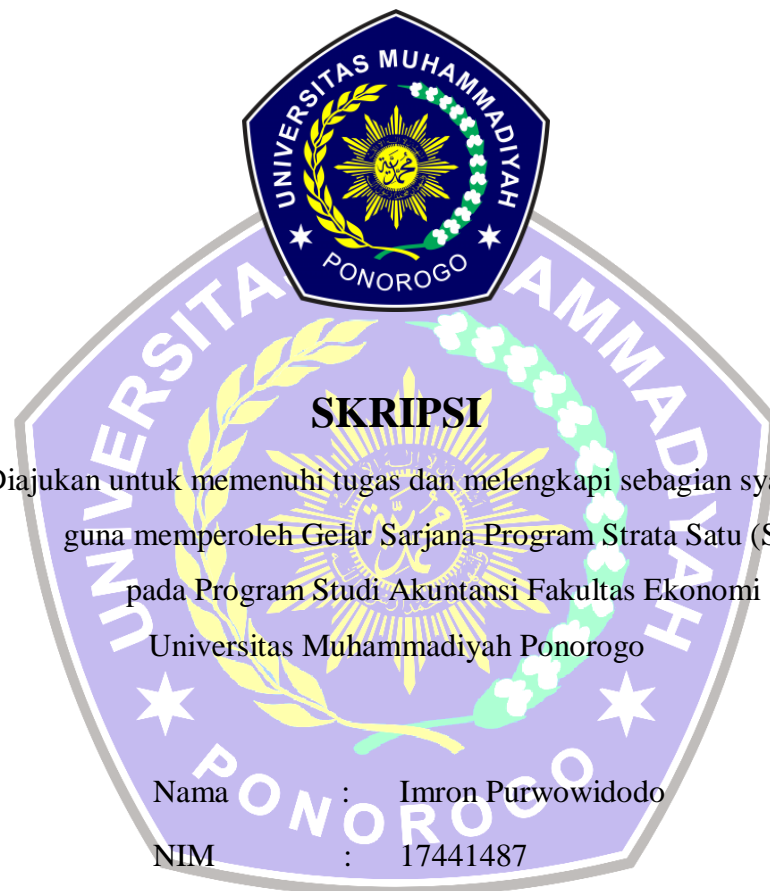 UNIVERSITAS MUHAMMADIYAH
PONOROGO
SKRIPSI
Diajukan untuk memenuhi tugas dan melengkapi sebagian
guna memperoleh Gelar Sarjana Program Strata Satu
pada Program Studi Akuntansi Fakultas Ekonomi
Universitas Muhammadiyah Ponorogo
Nama : Imron Purwowidodo
NIM : 17441487
PONOROGO